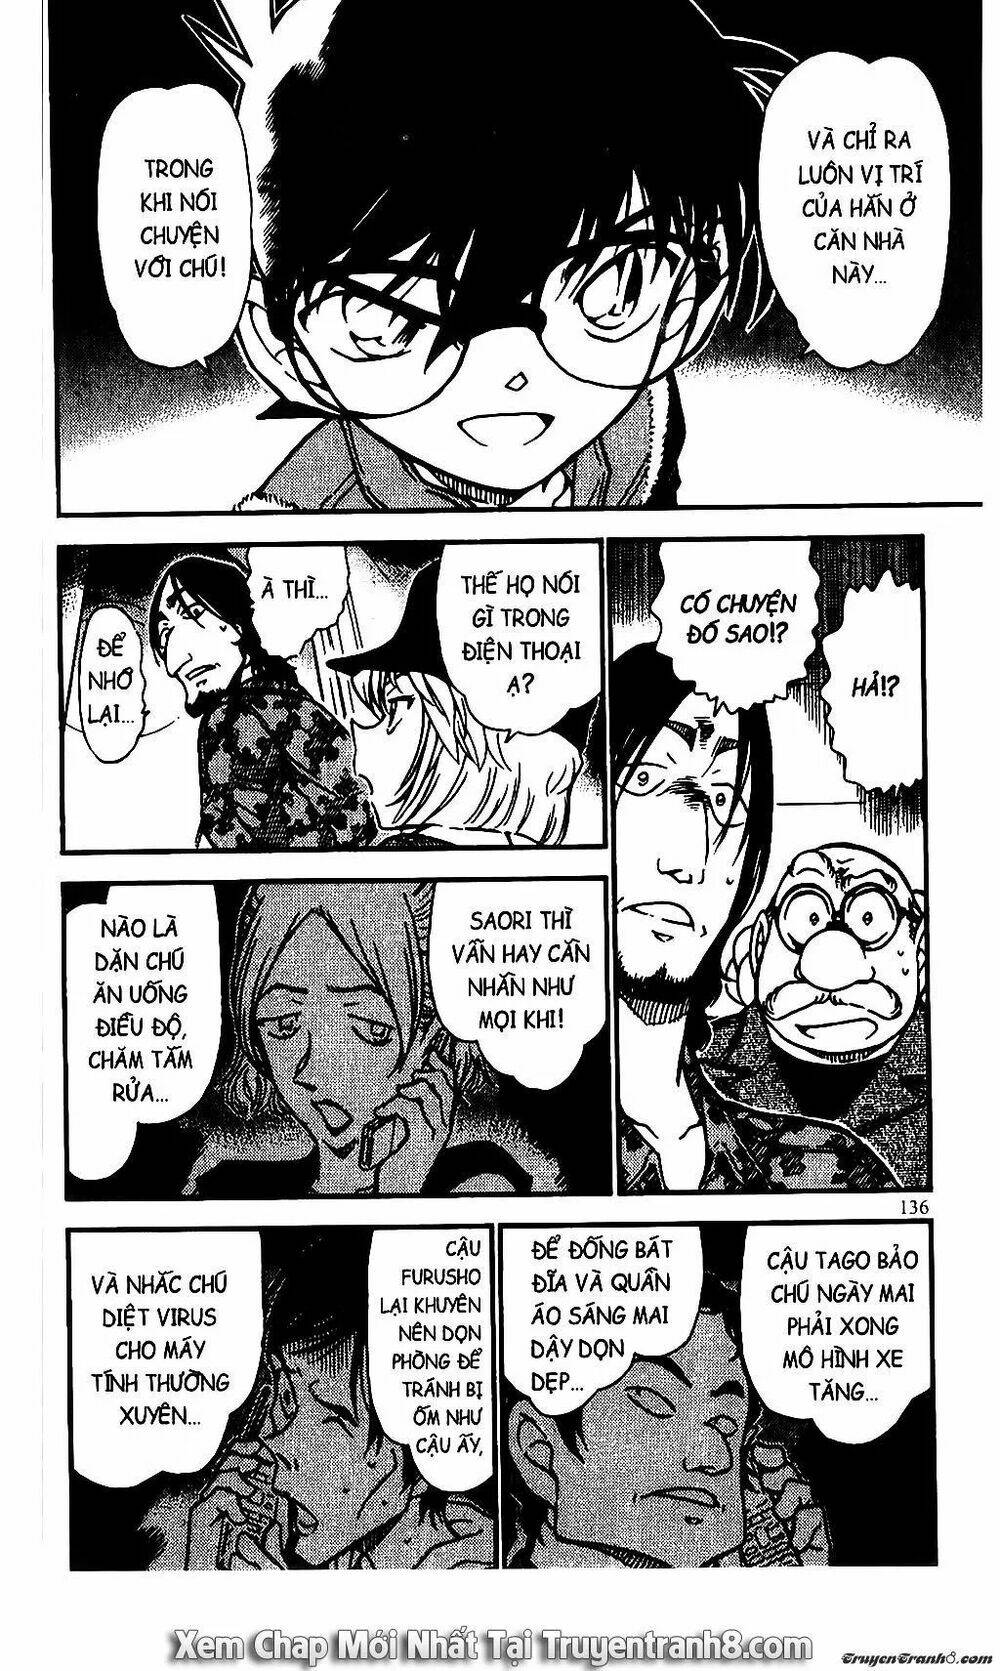 VÀ CHỈ RA
LUÔN VỊ TRÍ
CỦA HẮN Ở
CĂN NHÀ
NÀY...
TRONG
KHI NÓI
CHUYỆN
VỚI CHÚ!
HẢ!?
CÓ CHUYỆN
ĐÓ SAO!?
THẾ HỌ NÓI
GÌ TRONG
ĐIỆN THOẠI
Ạ?
À THÌ...
ĐỂ
NHỚ
LẠI...
SAORI THÌ
VẪN HAY CẰN
NHẰN NHƯ
MỌI KHI!
NÀO LÀ
DẶN CHÚ
ĂN UỐNG
ĐIỀU ĐỘ,
CHĂM TẮM
RỬA...
136
CẬU TAGO BẢO
CHÚ NGÀY MAI
PHẢI XONG
MÔ HÌNH XE
TĂNG...
ĐỂ ĐỐNG BÁT
ĐĨA VÀ QUẦN
ÁO SÁNG MAI
DẬY DỌN
DẸP...
CẬU
FURUSHO
LẠI KHUYÊN
NÊN DỌN
PHÒNG ĐỂ
TRÁNH BỊ
ỐM NHƯ
CẬU ẤY,
VÀ NHẮC CHÚ
DIỆT VIRUS
CHO MÁY
TÍNH THƯỜNG
XUYÊN...
Xem Chap Mới Nhất Tại Truyentranh8.com
TruyenTranh8.com